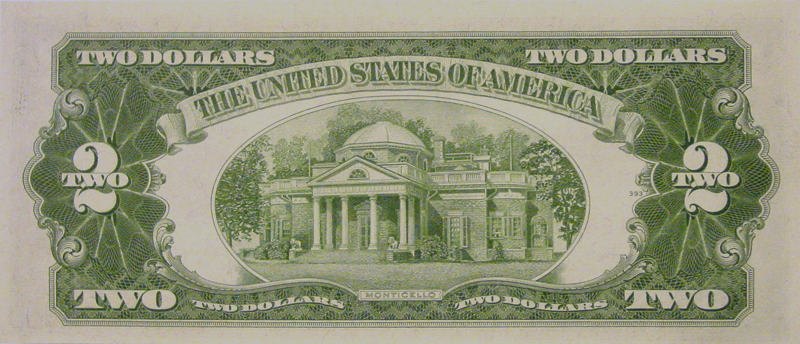 TWO DOLLARS
TWO DOLLARS
THE UNITED STATES OF AMERICA
2
TWO
2
TWO
393
TWO
TWO DOLLARS
MONTICELLO
TWO DOLLARS
TWO